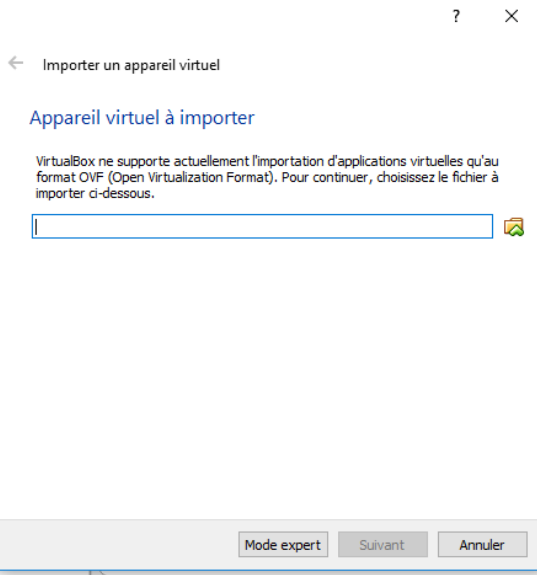 ?
Importer un appareil virtuel
Appareil virtuel à importer
VirtualBox ne supporte actuellement l'importation d'applications virtuelles qu'au
format OVF (Open Virtualization Format). Pour continuer, choisissez le fichier à
importer ci-dessous.
Mode expert Suivant Annuler